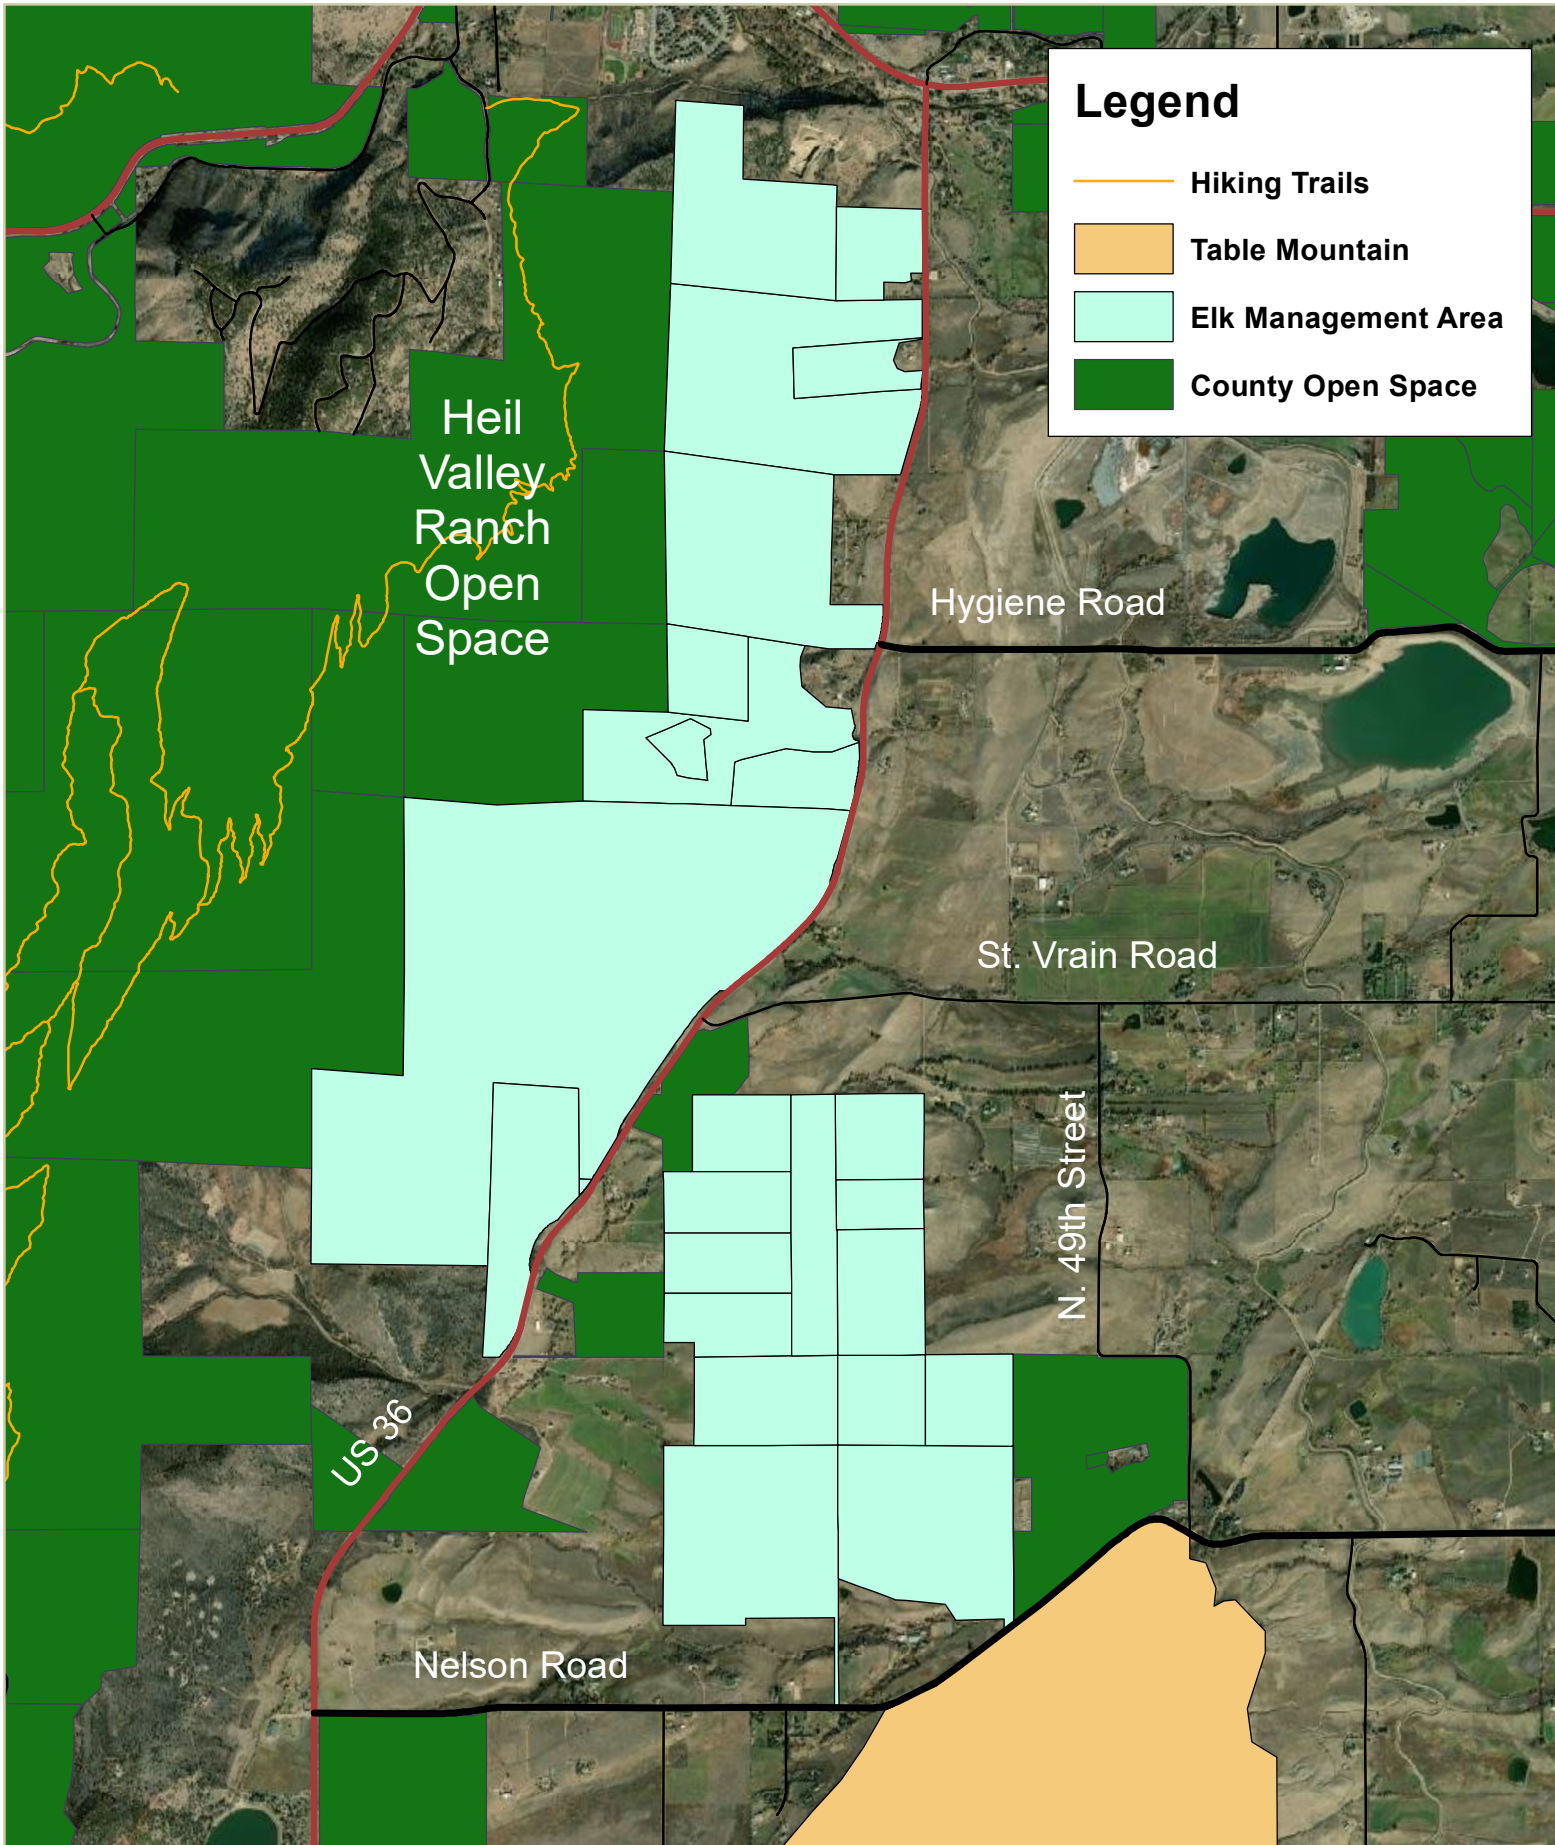 Legend
Hiking Trails
Table Mountain
Elk Management Area
County Open Space
Heil
Valley
Ranch
Open
Space
Hygiene Road
St. Vrain Road
N. 49th Street
US 36
Nelson Road